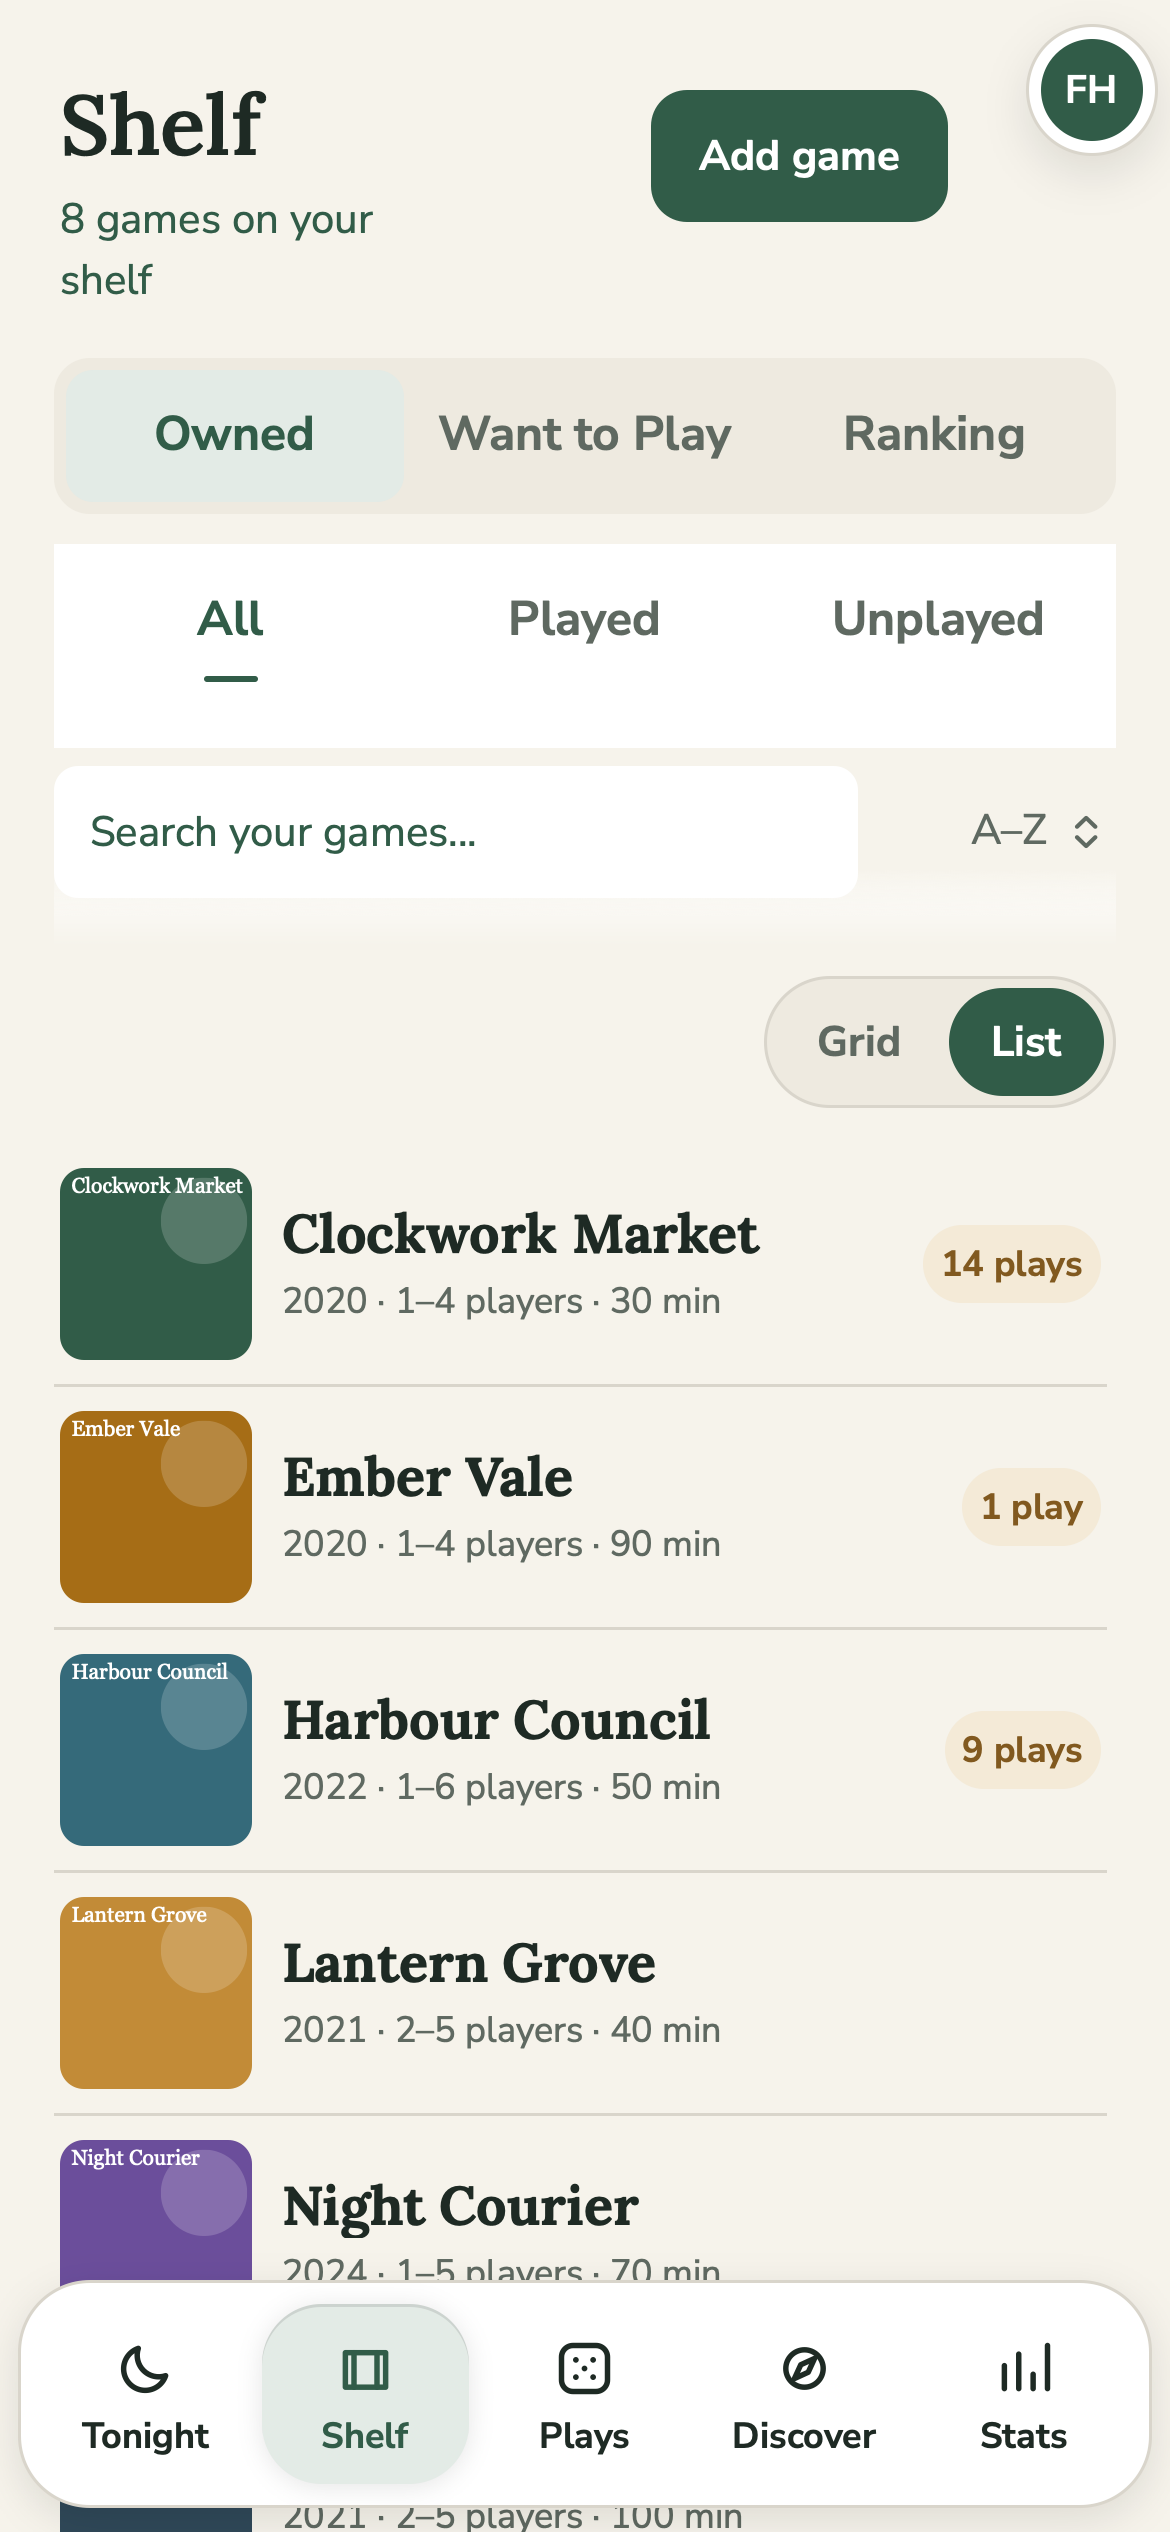 Shelf
Add game
FH
8 games on your
shelf
Owned
Want to Play
Ranking
All
Played
Unplayed
Search your games...
A–Z
Grid
List
Clockwork Market
Clockwork Market
2020 · 1–4 players · 30 min
14 plays
Ember Vale
Ember Vale
2020 · 1–4 players · 90 min
1 play
Harbour Council
Harbour Council
2022 · 1–6 players · 50 min
9 plays
Lantern Grove
Lantern Grove
2021 · 2–5 players · 40 min
Night Courier
Night Courier
2024 · 1–5 players · 70 min
Tonight
Shelf
Plays
Discover
Stats
2021 · 2–5 players · 100 min